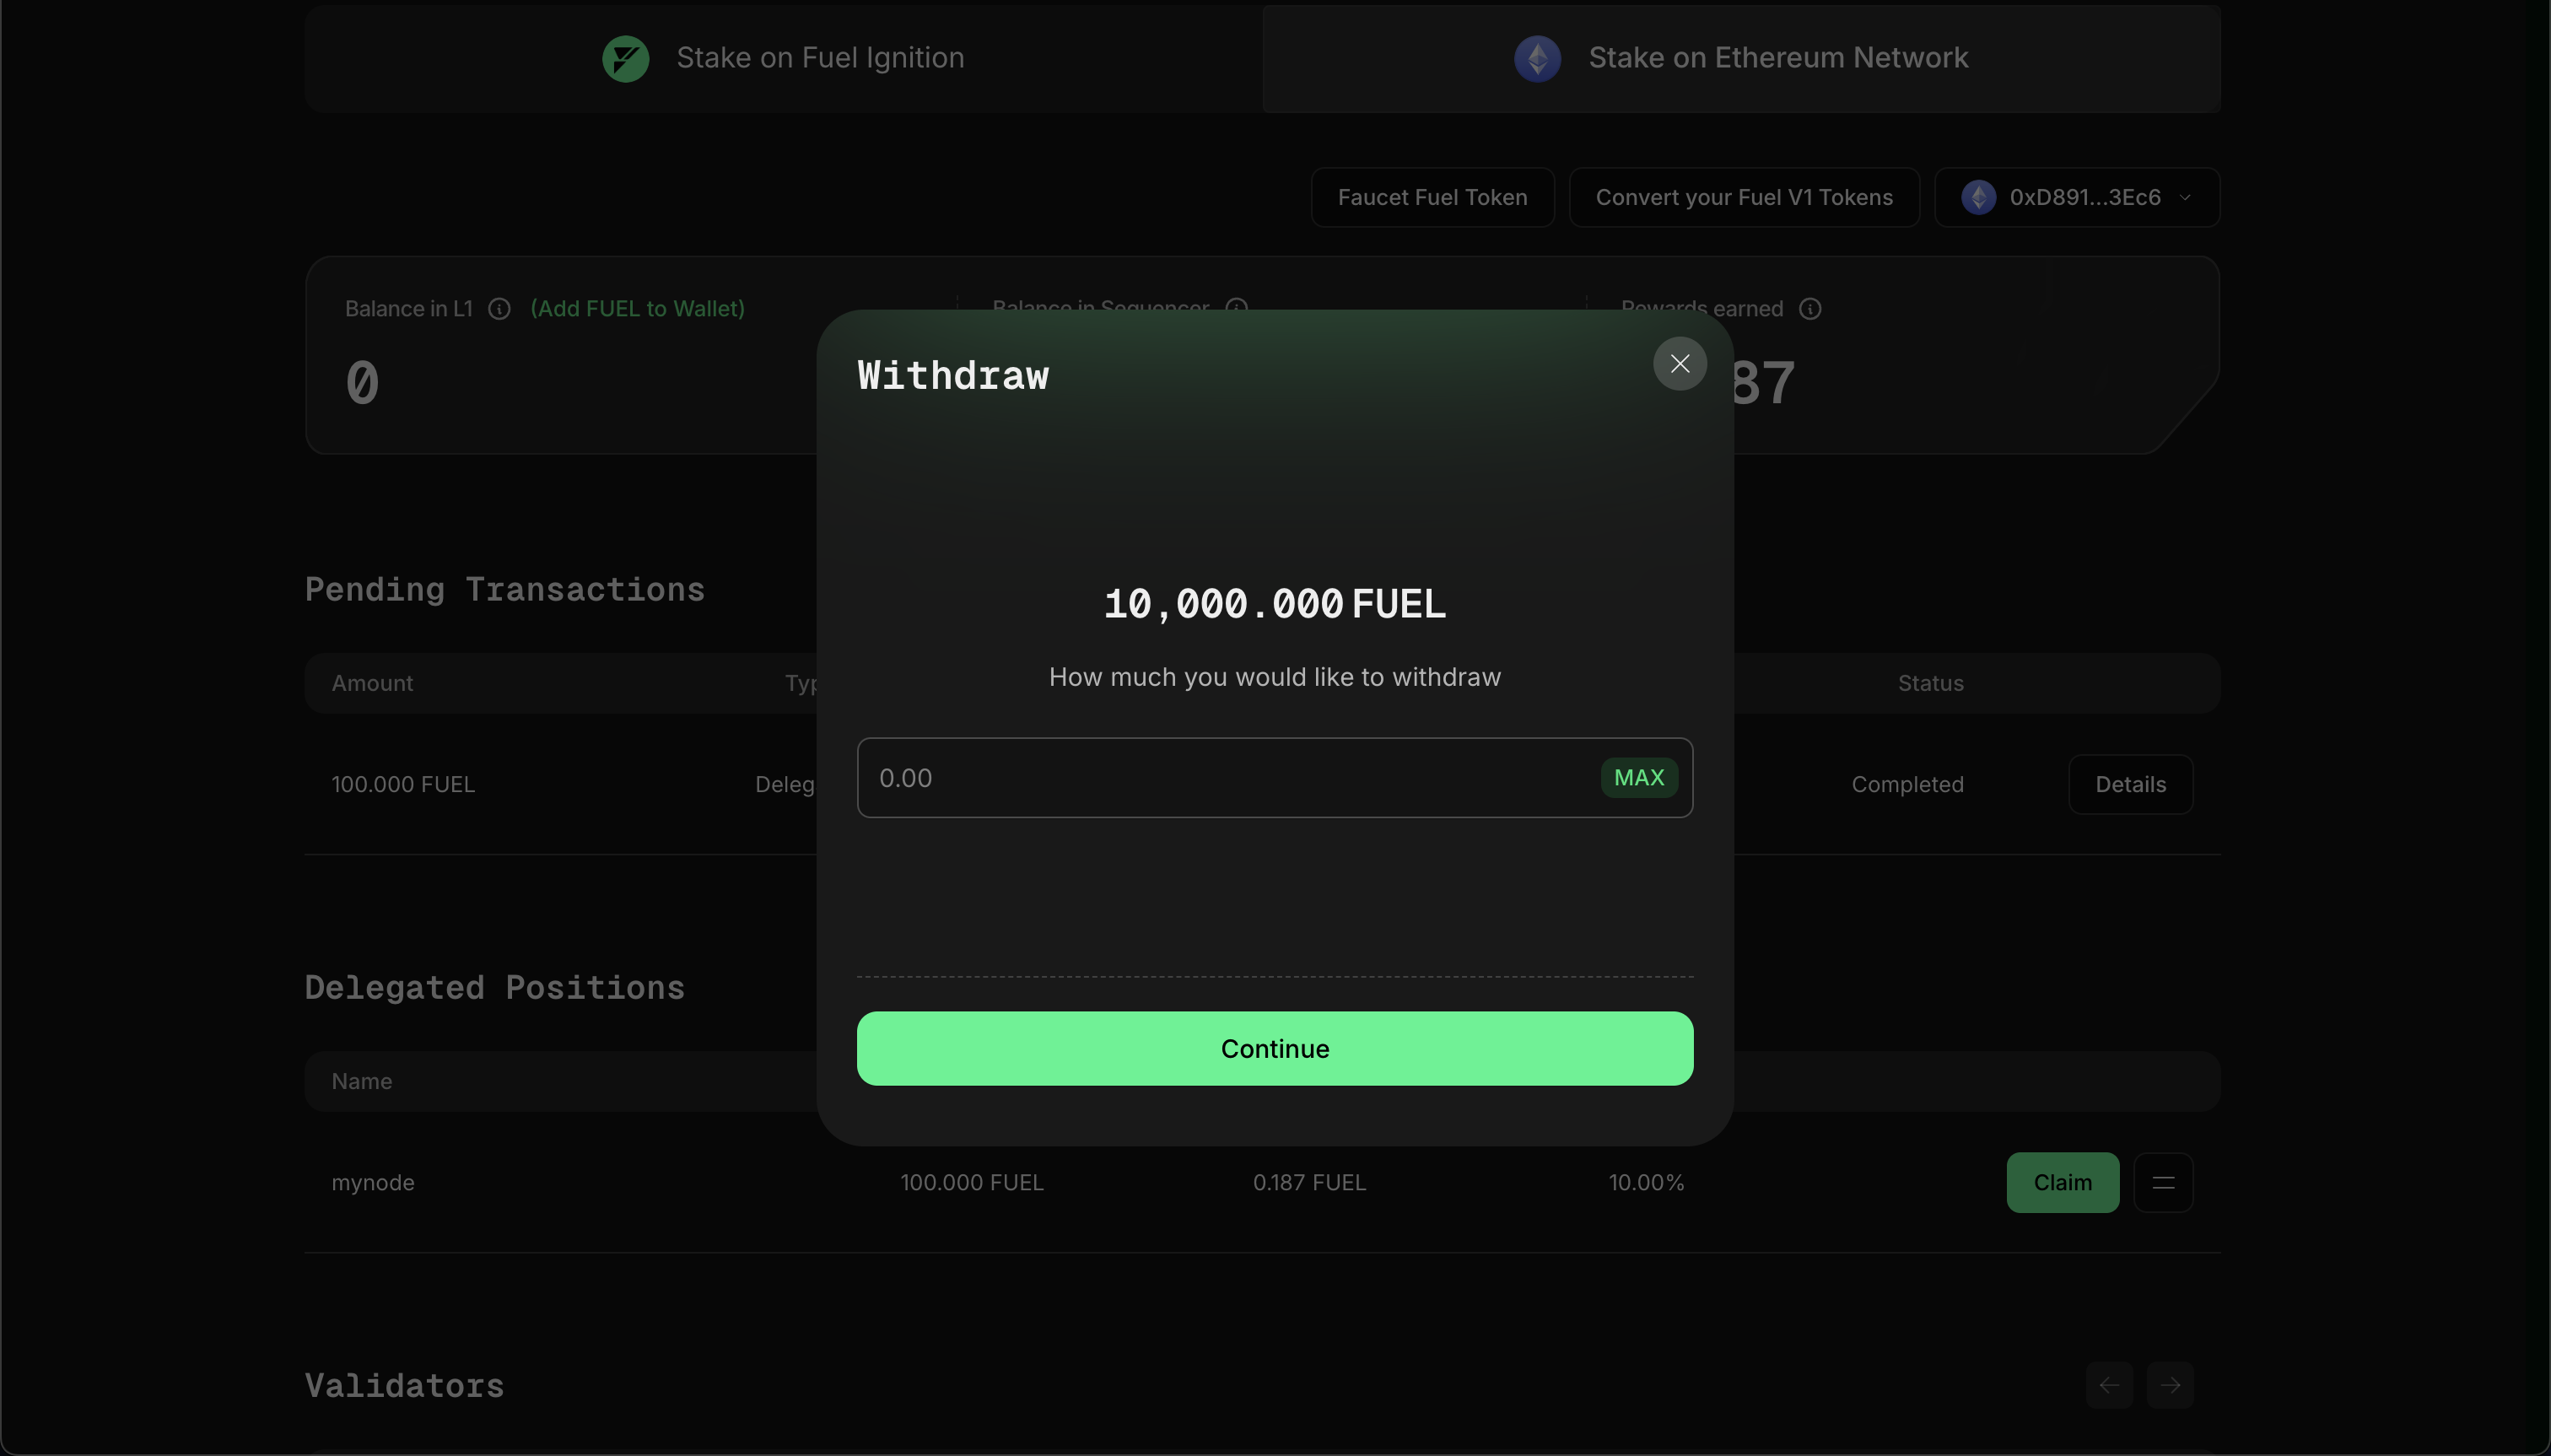 Stake on Fuel Ignition
Stake on Ethereum Network
Faucet Fuel Token
Convert your Fuel V1 Tokens
0xD891...3Ec6
Balance in L1
(Add FUEL to Wallet)
Balance in Sequencer
Rewards earned
0
87
Withdraw
10,000.000 FUEL
How much you would like to withdraw
0.00
MAX
Continue
Pending Transactions
Amount
Status
100.000 FUEL
Completed
Details
Delegated Positions
Name
mynode
100.000 FUEL
0.187 FUEL
10.00%
Claim
Validators